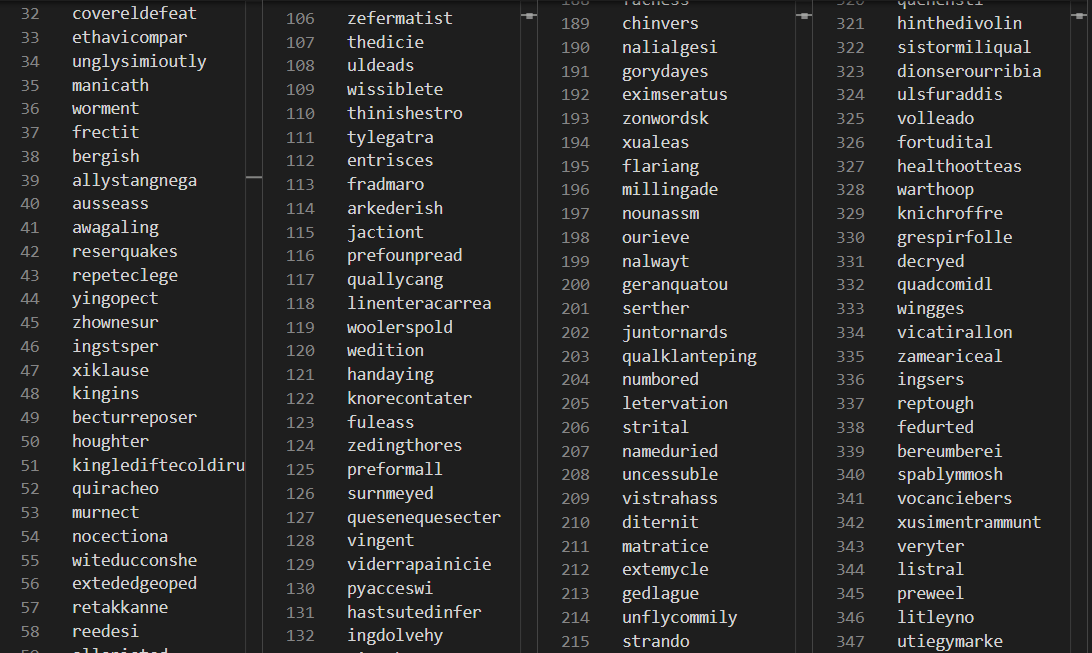 32 covereldefeat
33 ethavicompar
34 unglysimioutly
35 manicath
36 worment
37 frectit
38 bergish
39 allystangnega
40 ausseass
41 awagaling
42 reserquakes
43 repeteclege
44 yingopect
45 zhownesur
46 ingstsper
47 xiklause
48 kingins
49 becturreposer
50 houghter
51 kinglediftecoldiru
52 quiracheo
53 murnect
54 nocectiona
55 witeducconshe
56 extededgeoped
57 retakkanne
58 reedesi
106 zefermatist
107 thedicie
108 uldeads
109 wissiblete
110 thinishestro
111 tylegatra
112 entrisces
113 fradmaro
114 arkederish
115 jactiont
116 prefounpread
117 quallycang
118 linenteracarrea
119 woolerspold
120 wedition
121 handaying
122 knorecontater
123 fuleass
124 zedingthores
125 preformall
126 surnmeyed
127 quesenequesecter
128 vingent
129 viderrapainicie
130 pyacceswi
131 hastsutedinfer
132 ingdolvehy
189 chinvers
190 nalialgesi
191 gorydayes
192 eximseratus
193 zonwordsk
194 xualeas
195 flariang
196 millingade
197 nounassm
198 ourieve
199 nalwayt
200 geranquatou
201 serther
202 juntornards
203 qualklanteping
204 numbored
205 letervation
206 strital
207 nameduried
208 uncessuble
209 vistrahass
210 diternit
211 matratice
212 extemycle
213 gedlague
214 unflycommily
215 strando
321 hinthedivolin
322 sistormiliqual
323 dionserourribia
324 ulsfuraddis
325 volleado
326 fortudital
327 healthootteas
328 warthoop
329 knichroffre
330 grespirfolle
331 decryed
332 quadcomidl
333 wingges
334 vicatirallon
335 zameariceal
336 ingsers
337 reptough
338 fedurted
339 bereumberei
340 spablymmosh
341 vocanciebers
342 xusimentrammunt
343 veryter
344 listral
345 preweel
346 litleyno
347 utiegymarke